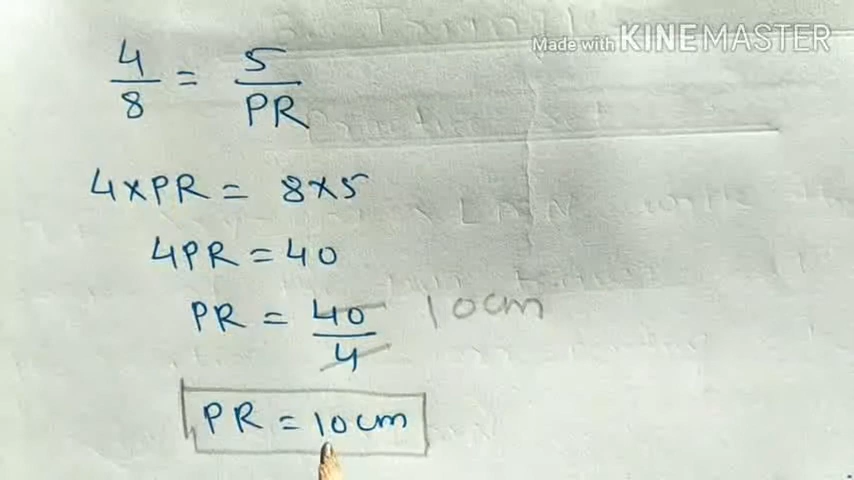 Made with KINEMASTER
4/8 = 5/PR
4×PR = 8×5
4PR = 40
PR = 40/4 10cm
PR = 10cm